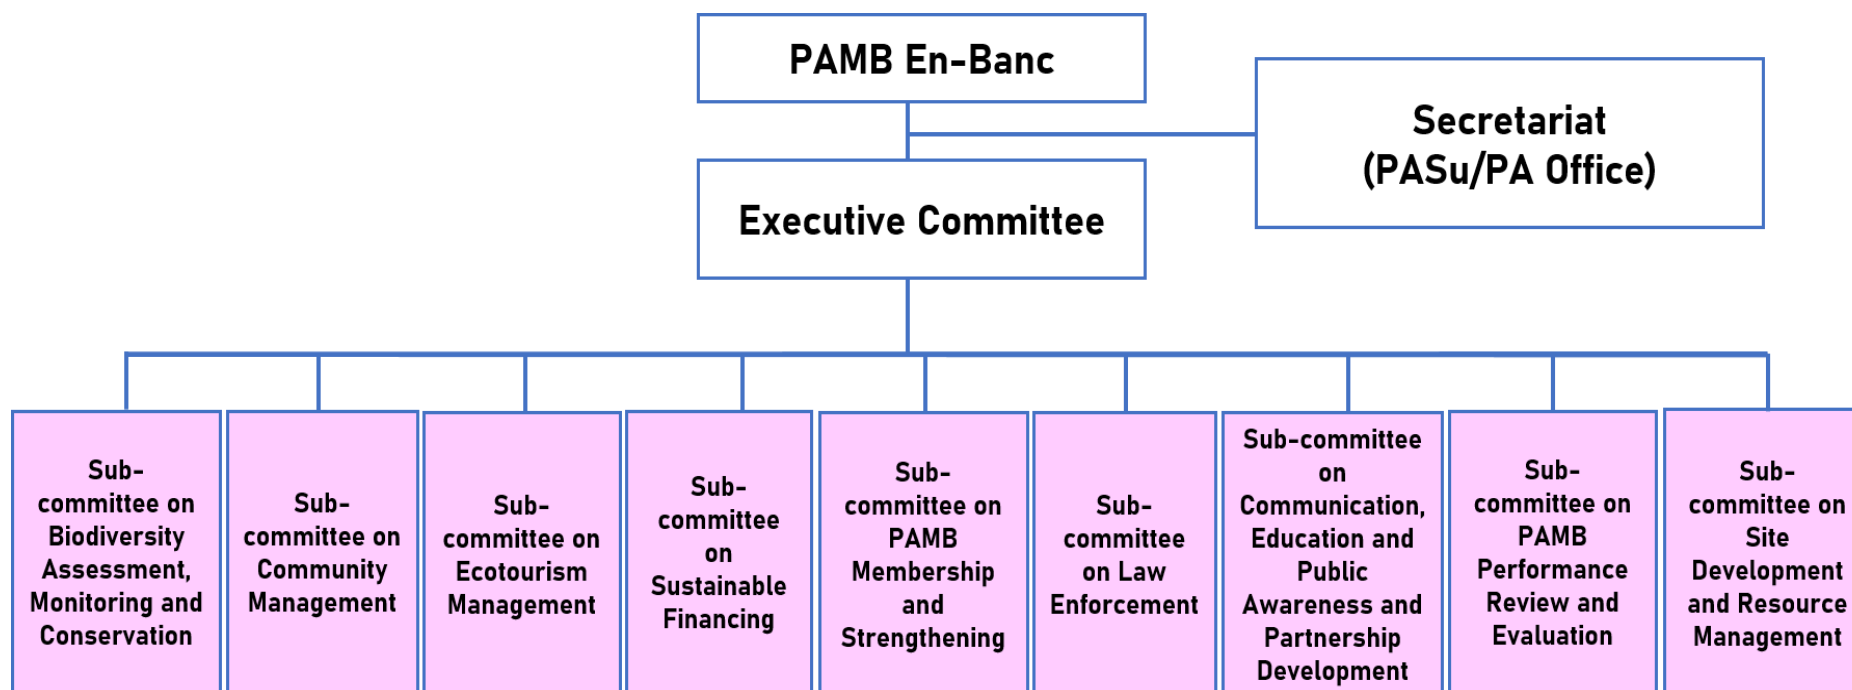 PAMB En-Banc
Secretariat
(PASu/PA Office)
Executive Committee
Sub-
committee on
Biodiversity
Assessment,
Monitoring and
Conservation
Sub-
committee on
Community
Management
Sub-
committee on
Ecotourism
Management
Sub-
committee
on
Sustainable
Financing
Sub-
committee on
PAMB
Membership
and
Strengthening
Sub-
committee
on Law
Enforcement
Sub-committee
on
Communication,
Education and
Public
Awareness and
Partnership
Development
Sub-
committee on
PAMB
Performance
Review and
Evaluation
Sub-
committee on
Site
Development
and Resource
Management